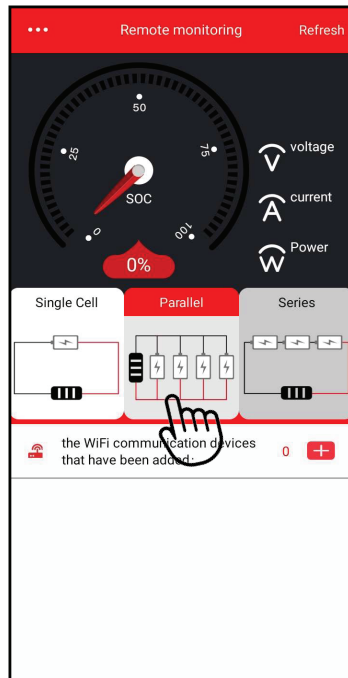 Remote monitoring
Refresh
50
25
75
0
100
SOC
0%
voltage
V
current
A
Power
W
Single Cell
Parallel
Series
the WiFi communication devices
that have been added:
0